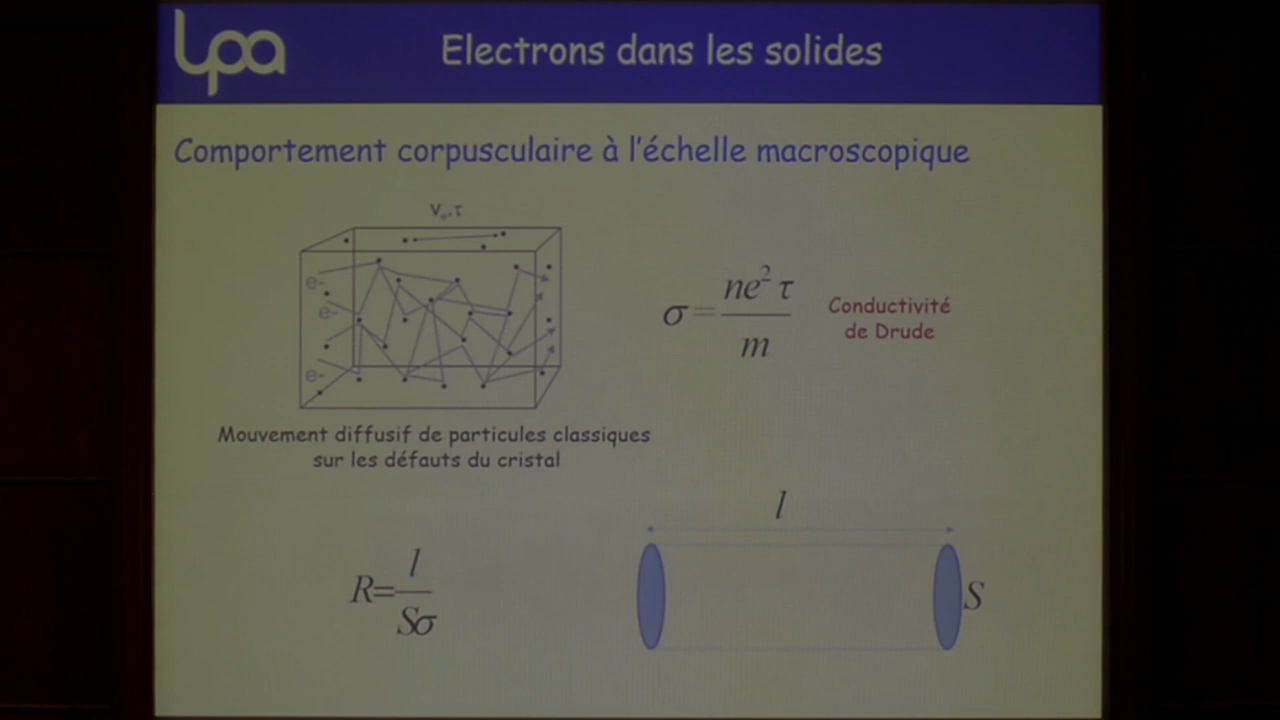 lpa
Electrons dans les solides
Comportement corpusculaire à l'échelle macroscopique
e-
e-
e-
σ = ne² τ / m
Conductivité
de Drude
Mouvement diffusif de particules classiques
sur les défauts du cristal
l
R= l / Sσ
S